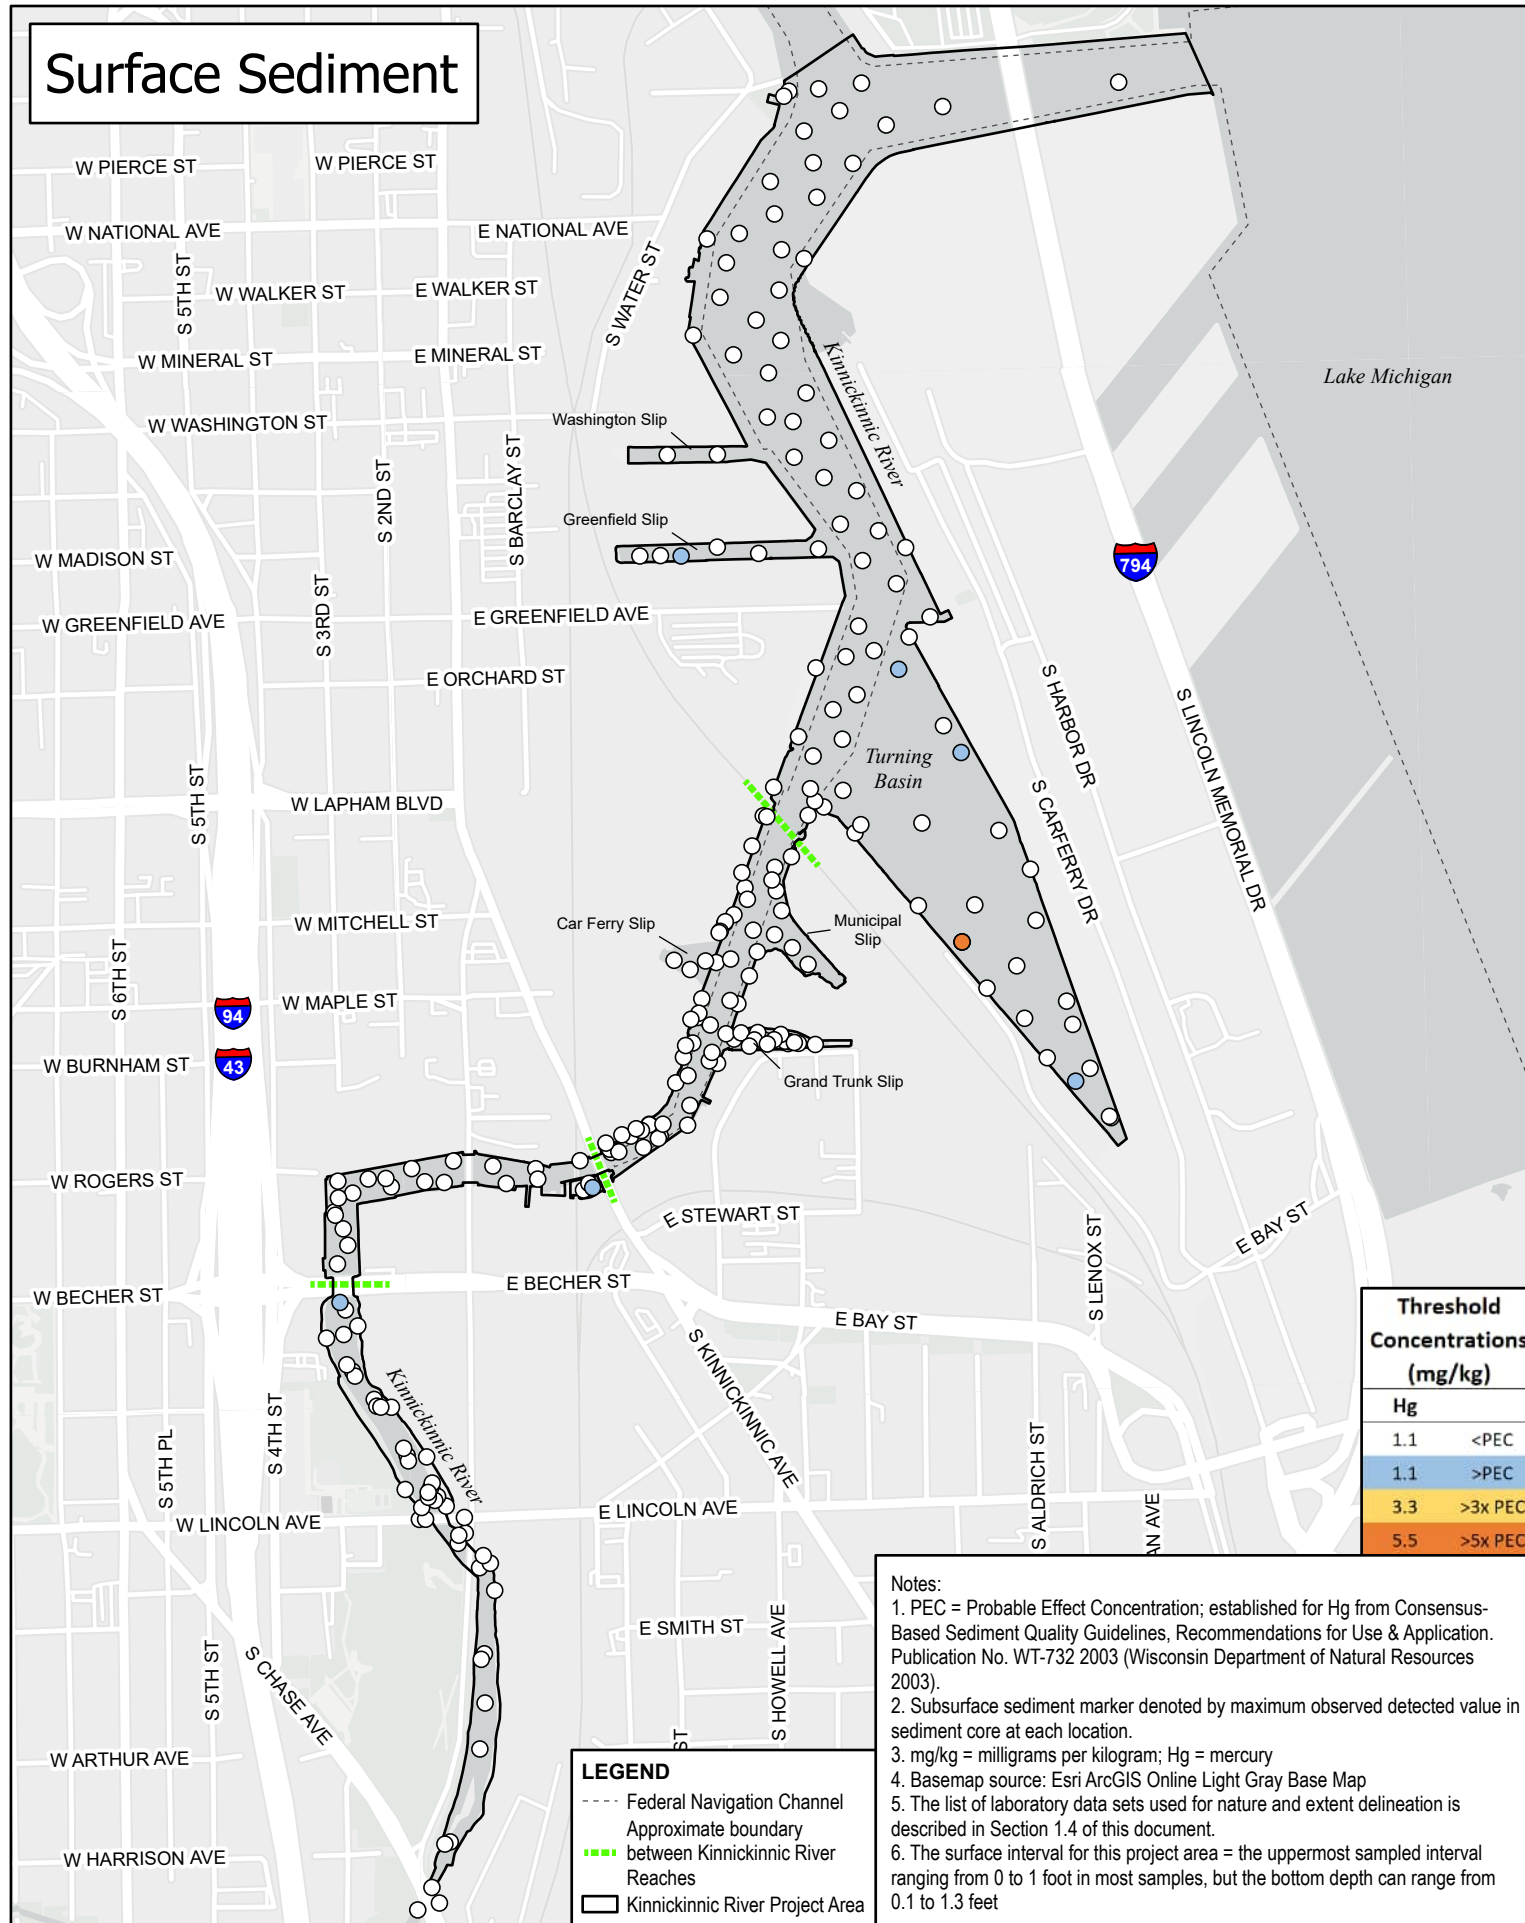 Surface Sediment
W PIERCE ST
W PIERCE ST
W NATIONAL AVE
E NATIONAL AVE
S 5TH ST
W WALKER ST
E WALKER ST
S WATER ST
W MINERAL ST
E MINERAL ST
Kinnickinnic River
Lake Michigan
W WASHINGTON ST
Washington Slip
S 2ND ST
S BARCLAY ST
Greenfield Slip
W MADISON ST
794
S 3RD ST
W GREENFIELD AVE
E GREENFIELD AVE
E ORCHARD ST
S HARBOR DR
S LINCOLN MEMORIAL DR
Turning
Basin
S CARFERRY DR
S 5TH ST
W LAPHAM BLVD
W MITCHELL ST
Car Ferry Slip
Municipal
Slip
S 6TH ST
W MAPLE ST
94
W BURNHAM ST
43
Grand Trunk Slip
W ROGERS ST
E STEWART ST
S LENOX ST
E BAY ST
W BECHER ST
E BECHER ST
E BAY ST
S KINNICKINNIC AVE
Kinnickinnic River
S 4TH ST
S 5TH PL
S ALDRICH ST
AN AVE
W LINCOLN AVE
E LINCOLN AVE
Threshold
Concentrations
(mg/kg)
Hg
1.1 <PEC
1.1 >PEC
3.3 >3x PEC
5.5 >5x PEC
E SMITH ST
S HOWELL AVE
S 5TH ST
S CHASE AVE
ST
W ARTHUR AVE
W HARRISON AVE
LEGEND
Federal Navigation Channel
Approximate boundary
between Kinnickinnic River
Reaches
Kinnickinnic River Project Area
Notes:
1. PEC = Probable Effect Concentration; established for Hg from Consensus-
Based Sediment Quality Guidelines, Recommendations for Use & Application.
Publication No. WT-732 2003 (Wisconsin Department of Natural Resources
2003).
2. Subsurface sediment marker denoted by maximum observed detected value in
sediment core at each location.
3. mg/kg = milligrams per kilogram; Hg = mercury
4. Basemap source: Esri ArcGIS Online Light Gray Base Map
5. The list of laboratory data sets used for nature and extent delineation is
described in Section 1.4 of this document.
6. The surface interval for this project area = the uppermost sampled interval
ranging from 0 to 1 foot in most samples, but the bottom depth can range from
0.1 to 1.3 feet